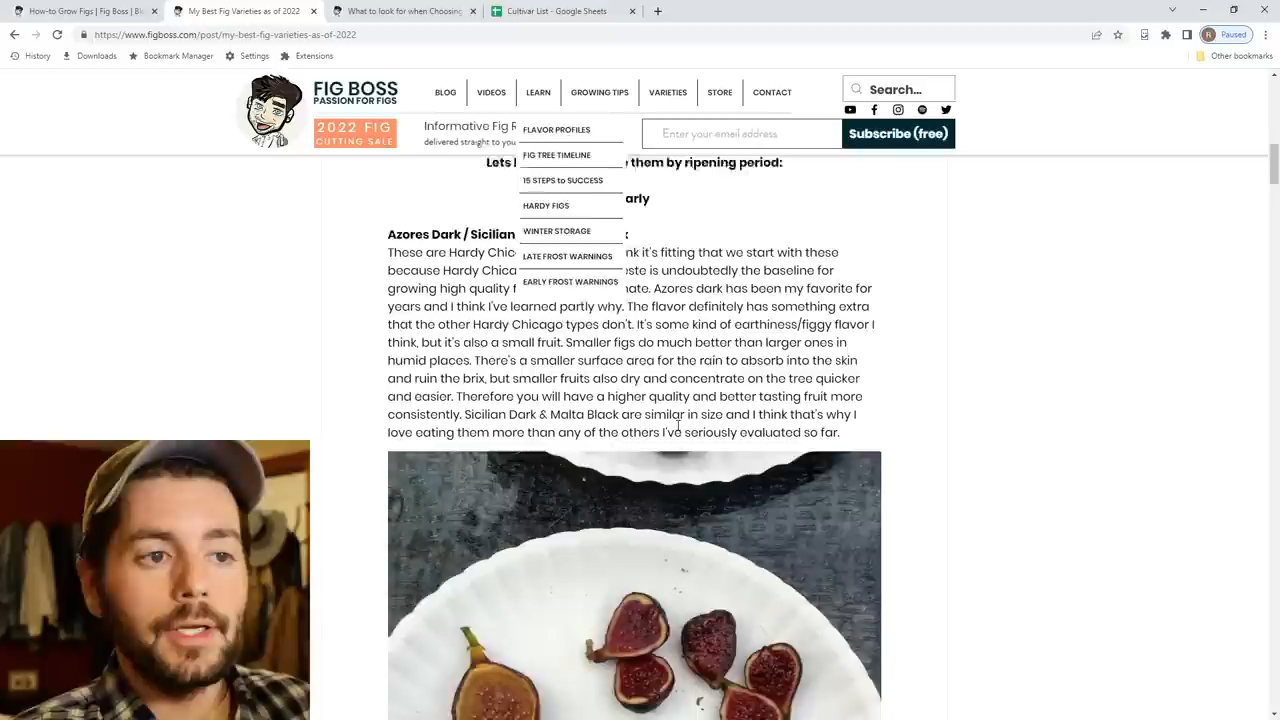 How-to Grow Figs | Fig Boss | Bl
My Best Fig Varieties as of 2022
What to look for when Choosing
Cultivar List - Google Sheets
https://www.figboss.com/post/my-best-fig-varieties-as-of-2022
R Paused
History
Downloads
Bookmark Manager
Settings
Extensions
Other bookmarks
FIG BOSS
PASSION FOR FIGS
BLOG
VIDEOS
LEARN
GROWING TIPS
VARIETIES
STORE
CONTACT
Search...
2022 FIG
CUTTING SALE
Informative Fig R
delivered straight to you
Enter your email address
Subscribe (free)
FLAVOR PROFILES
FIG TREE TIMELINE
15 STEPS to SUCCESS
HARDY FIGS
WINTER STORAGE
LATE FROST WARNINGS
EARLY FROST WARNINGS
Lets them by ripening period:
arly
Azores Dark / Sicilian k
These are Hardy Chic nk it's fitting that we start with these
because Hardy Chica este is undoubtedly the baseline for
growing high quality f mate. Azores dark has been my favorite for
years and I think I've learned partly why. The flavor definitely has something extra
that the other Hardy Chicago types don't. It's some kind of earthiness/figgy flavor I
think, but it's also a small fruit. Smaller figs do much better than larger ones in
humid places. There's a smaller surface area for the rain to absorb into the skin
and ruin the brix, but smaller fruits also dry and concentrate on the tree quicker
and easier. Therefore you will have a higher quality and better tasting fruit more
consistently. Sicilian Dark & Malta Black are similar in size and I think that's why I
love eating them more than any of the others I've seriously evaluated so far.